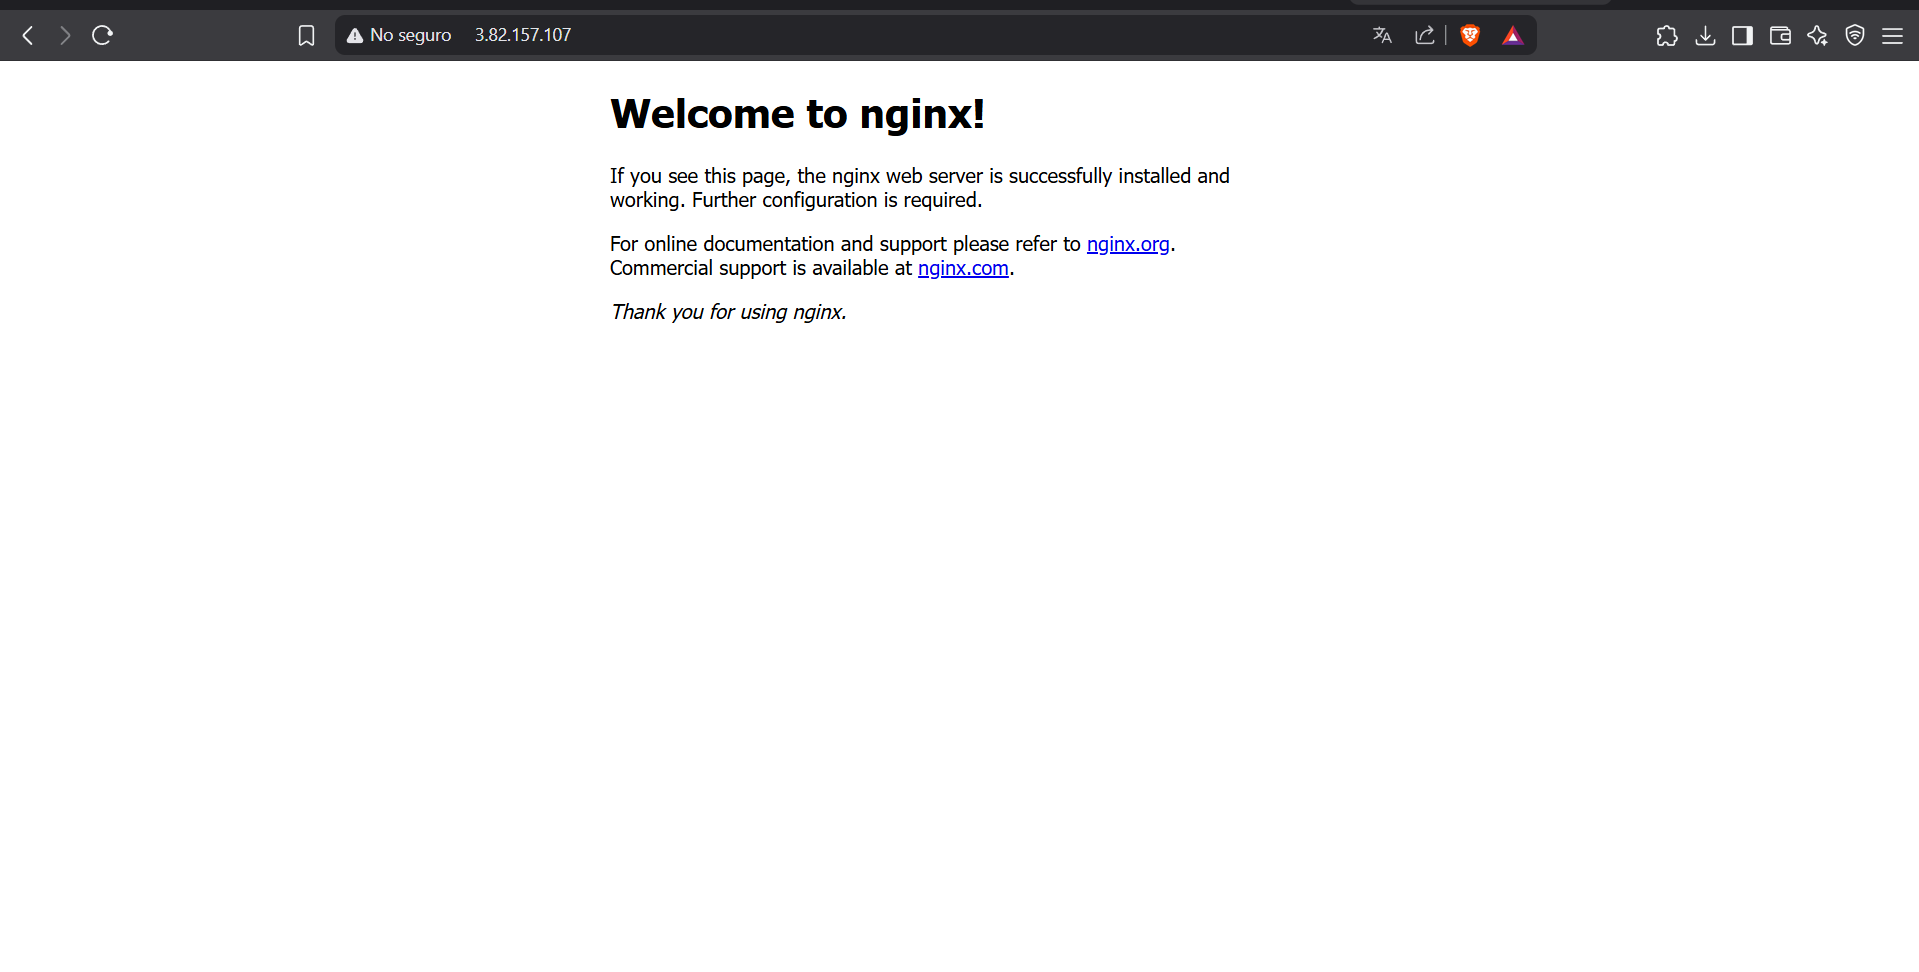 No seguro 3.82.157.107
Welcome to nginx!
If you see this page, the nginx web server is successfully installed and
working. Further configuration is required.
For online documentation and support please refer to nginx.org.
Commercial support is available at nginx.com.
Thank you for using nginx.